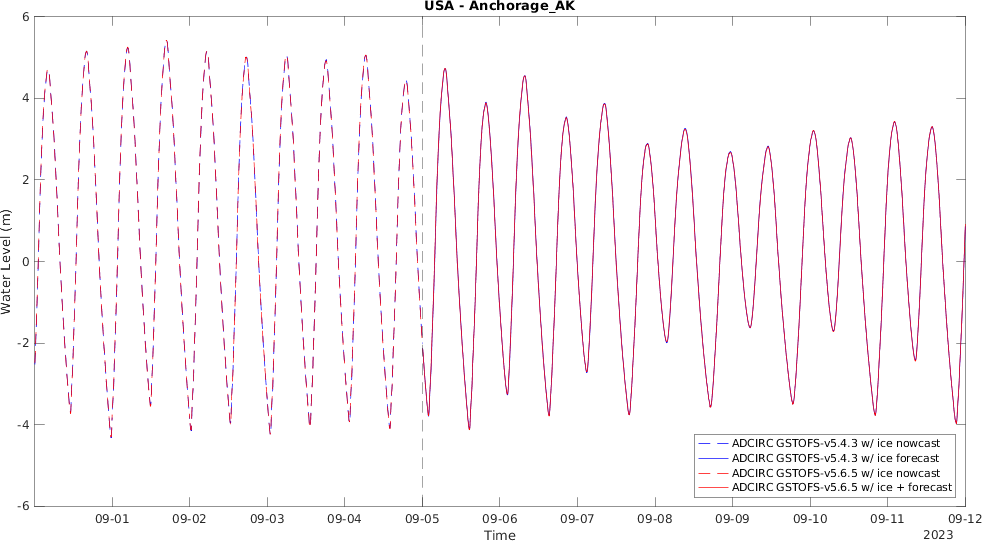 USA - Anchorage_AK
6
4
2
0
-2
-4
-6
Water Level (m)
ADCIRC GSTOFS-v5.4.3 w/ ice nowcast
ADCIRC GSTOFS-v5.4.3 w/ ice forecast
ADCIRC GSTOFS-v5.6.5 w/ ice nowcast
ADCIRC GSTOFS-v5.6.5 w/ ice + forecast
09-01 09-02 09-03 09-04 09-05 09-06 09-07 09-08 09-09 09-10 09-11 09-12
Time
2023